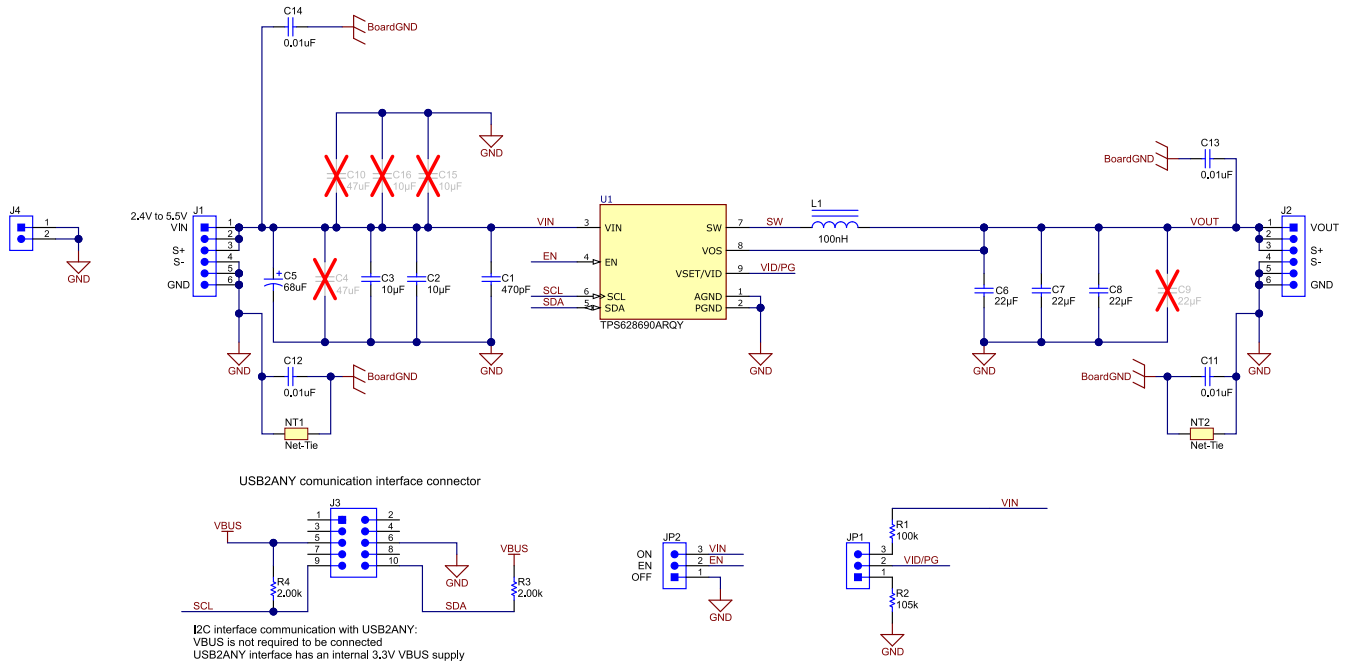 C14
0.01uF
BoardGND
GND
C10
47uF
C16
10µF
C15
10µF
C13
0.01uF
BoardGND
J4
1
2
GND
2.4V to 5.5V
J1
VIN
S+
S-
GND
1
2
3
4
5
6
C5
68uF
+
C4
47uF
C3
10µF
C2
10µF
C1
470pF
VIN
EN
SCL
SDA
3
4
6
5
U1
VIN
EN
SCL
SDA
SW
VOS
VSET/VID
AGND
PGND
TPS628690ARQY
7
8
9
1
2
SW
VID/PG
L1
100nH
VOUT
C6
22µF
C7
22µF
C8
22µF
C9
22µF
J2
1
2
3
4
5
6
VOUT
S+
S-
GND
GND
GND
GND
GND
GND
C12
0.01uF
BoardGND
NT1
Net-Tie
BoardGND
C11
0.01uF
NT2
Net-Tie
USB2ANY comunication interface connector
J3
1
3
5
7
9
2
4
6
8
10
VBUS
R4
2.00k
SCL
GND
SDA
VBUS
R3
2.00k
I2C interface communication with USB2ANY:
VBUS is not required to be connected
USB2ANY interface has an internal 3.3V VBUS supply
JP2
ON
EN
OFF
3
2
1
VIN
EN
GND
JP1
3
2
1
VIN
R1
100k
VID/PG
R2
105k
GND